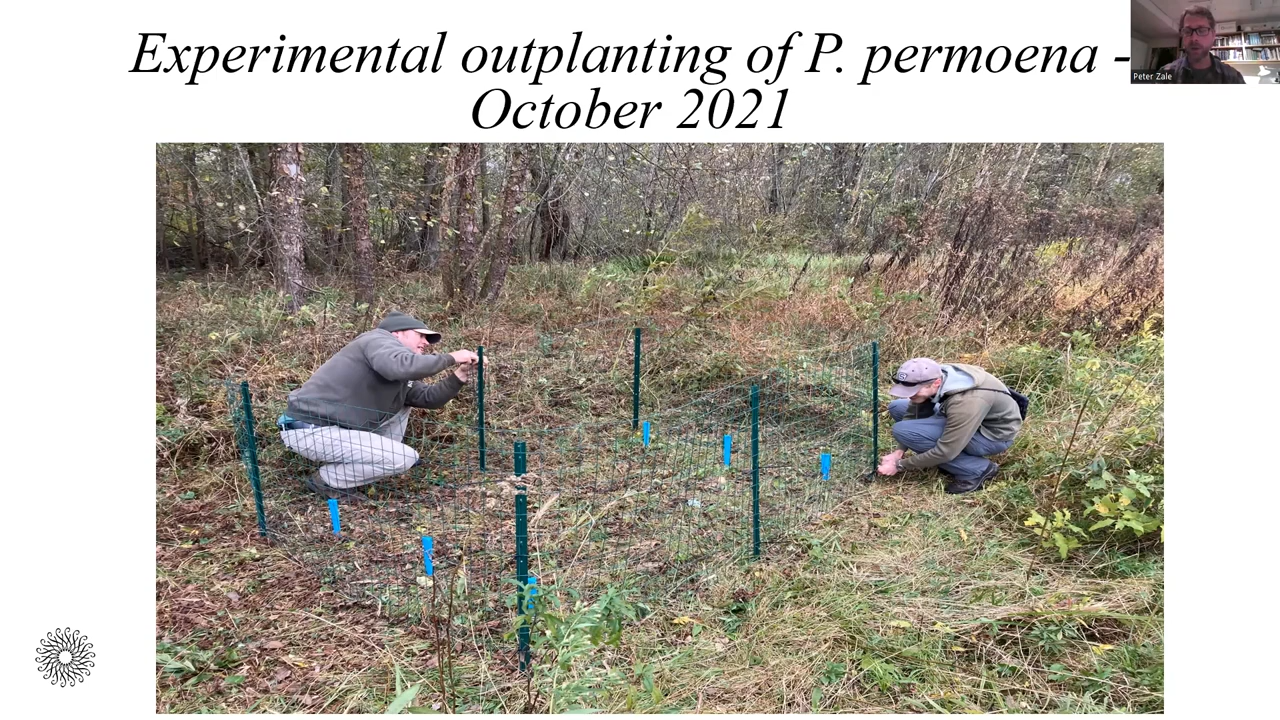 Experimental outplanting of P. permoena -
October 2021
Peter Zale